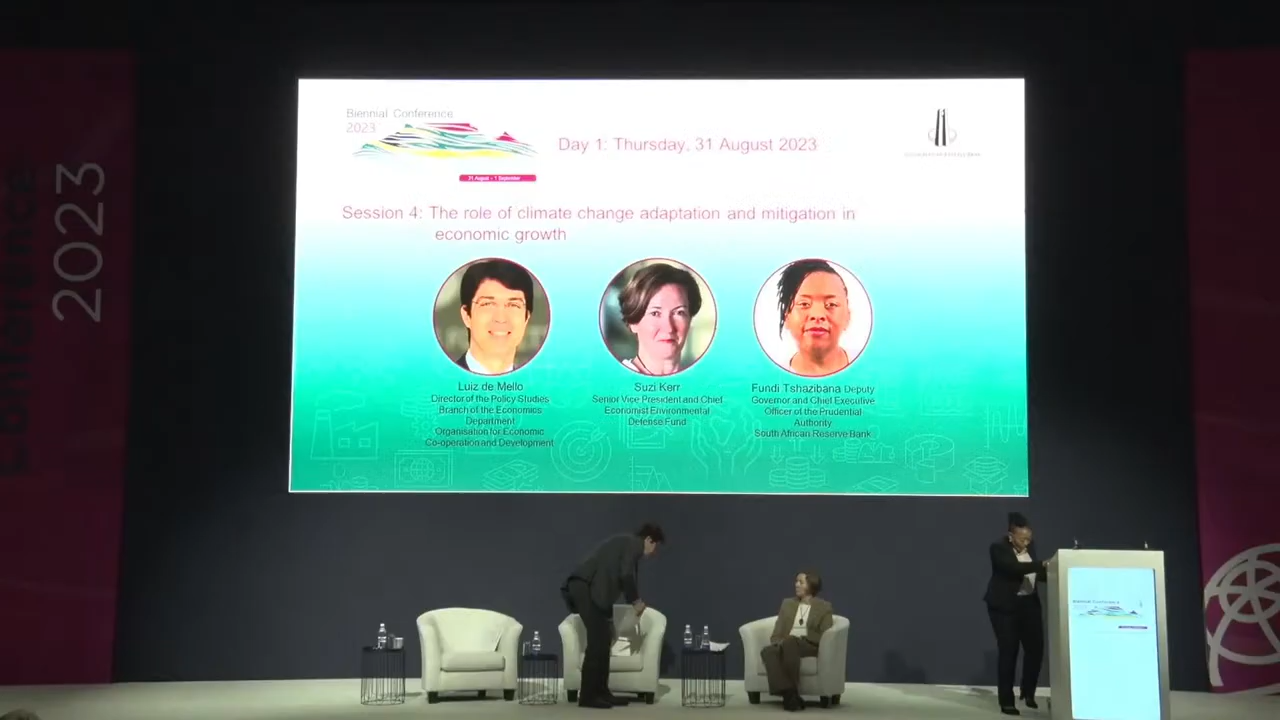 Biennial Conference
2023
31 August - 1 September
Day 1: Thursday, 31 August 2023
Session 4: The role of climate change adaptation and mitigation in
economic growth
Luiz de Mello
Director of the Policy Studies
Branch of the Economics
Department
Organisation for Economic
Co-operation and Development
Suzi Kerr
Senior Vice President and Chief
Economist Environmental
Defense Fund
Fundi Tshazibana Deputy
Governor and Chief Executive
Officer of the Prudential
Authority
South African Reserve Bank
Conference
2023
Biennial Conference